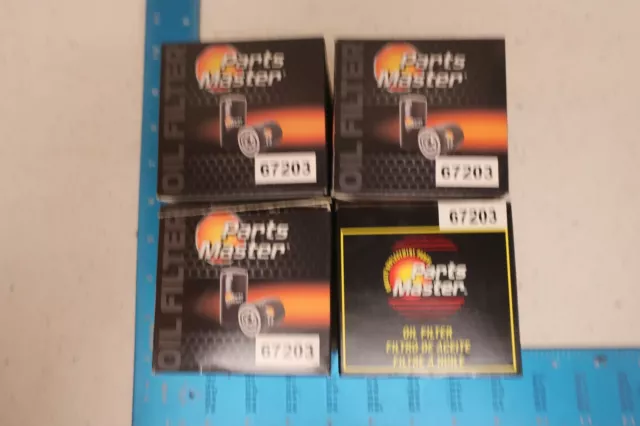 OIL FILTER
Parts
Master
67203
OIL FILTER
Parts
Master
67203
OIL FILTER
Parts
Master
67203
67203
Parts
Master
OIL FILTER
FILTRO DE ACEITE
FILTRE À HUILE